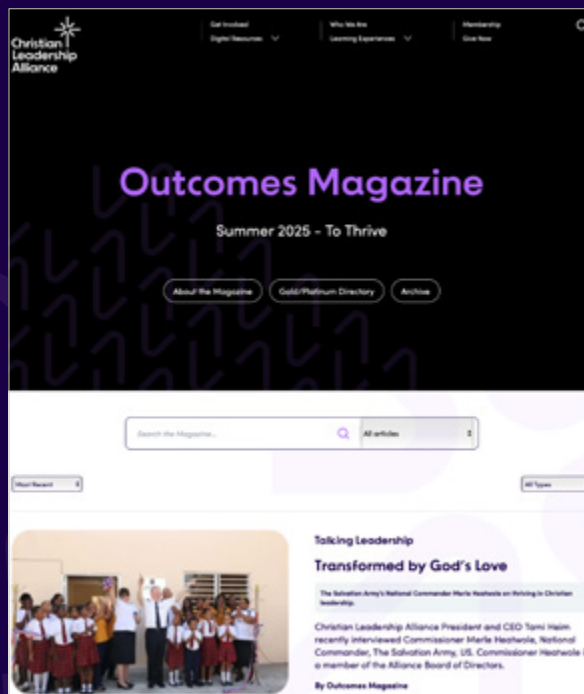 Christian
Leadership
Alliance
Get Involved
Digital Resources
Who We Are
Learning Experiences
Membership
Give Now
Outcomes Magazine
Summer 2025 - To Thrive
About the Magazine
Gold/Platinum Directory
Archive
Search the Magazine...
All articles
Most Recent
All Types
Talking Leadership
Transformed by God's Love
The Salvation Army's National Commander Merle Heatwole on thriving in Christian
leadership.
Christian Leadership Alliance President and CEO Tami Heim
recently interviewed Commissioner Merle Heatwole, National
Commander, The Salvation Army, US. Commissioner Heatwole i
a member of the Alliance Board of Directors.
By Outcomes Magazine